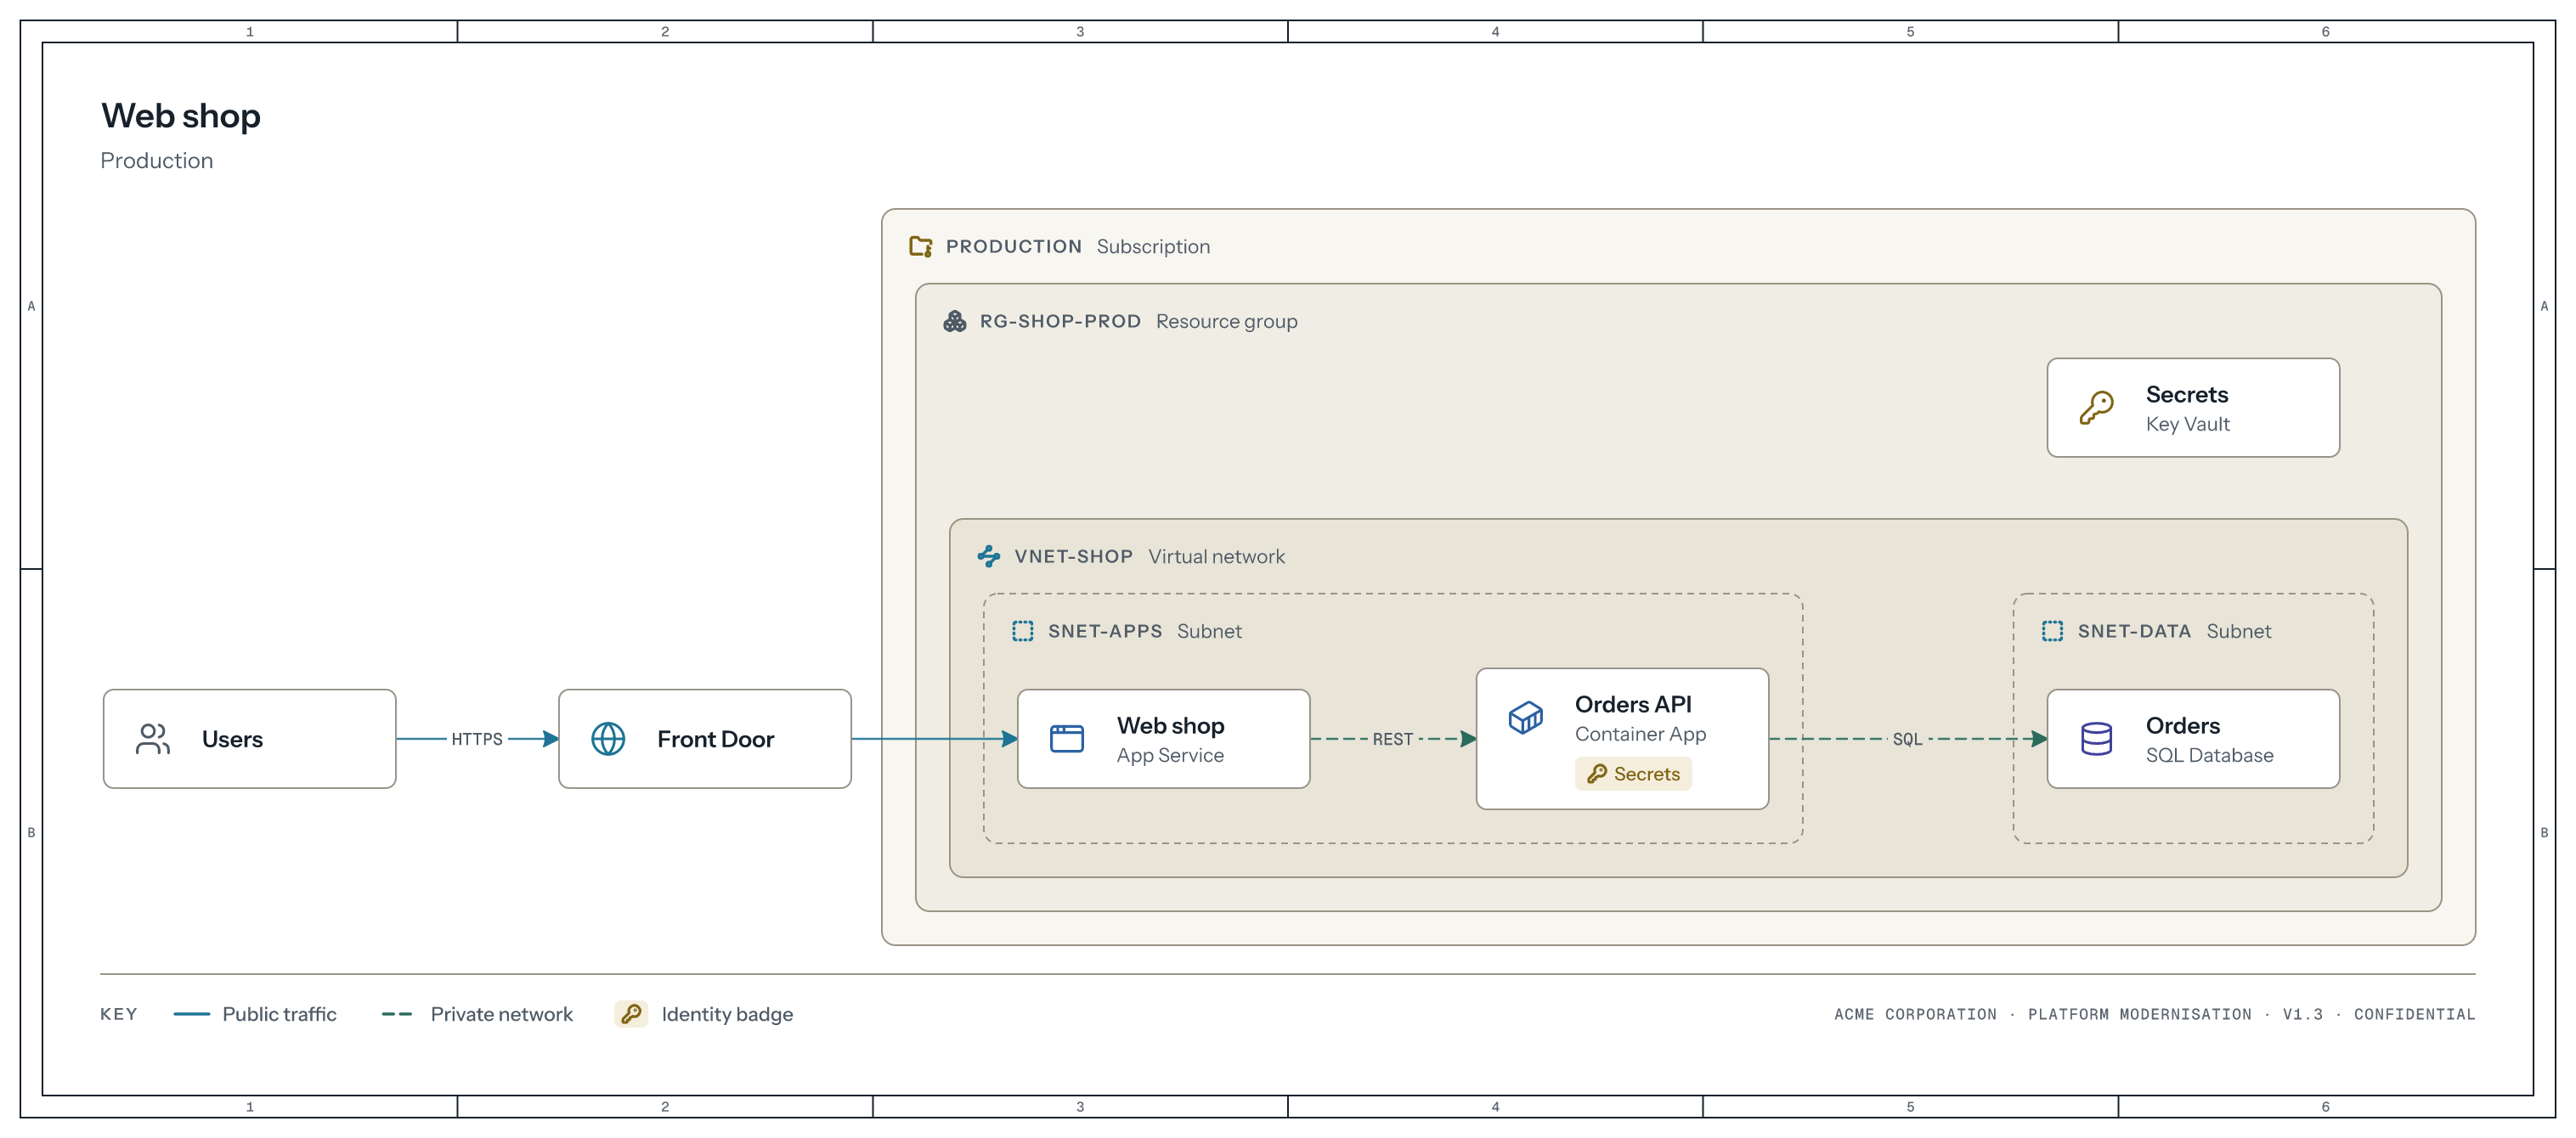 1 2 3 4 5 6
Web shop
Production
PRODUCTION Subscription
A A
RG-SHOP-PROD Resource group
Secrets
Key Vault
VNET-SHOP Virtual network
SNET-APPS Subnet
SNET-DATA Subnet
Users
HTTPS
Front Door
Web shop
App Service
REST
Orders API
Container App
Secrets
SQL
Orders
SQL Database
B B
KEY Public traffic Private network Identity badge
ACME CORPORATION · PLATFORM MODERNISATION · V1.3 · CONFIDENTIAL
1 2 3 4 5 6